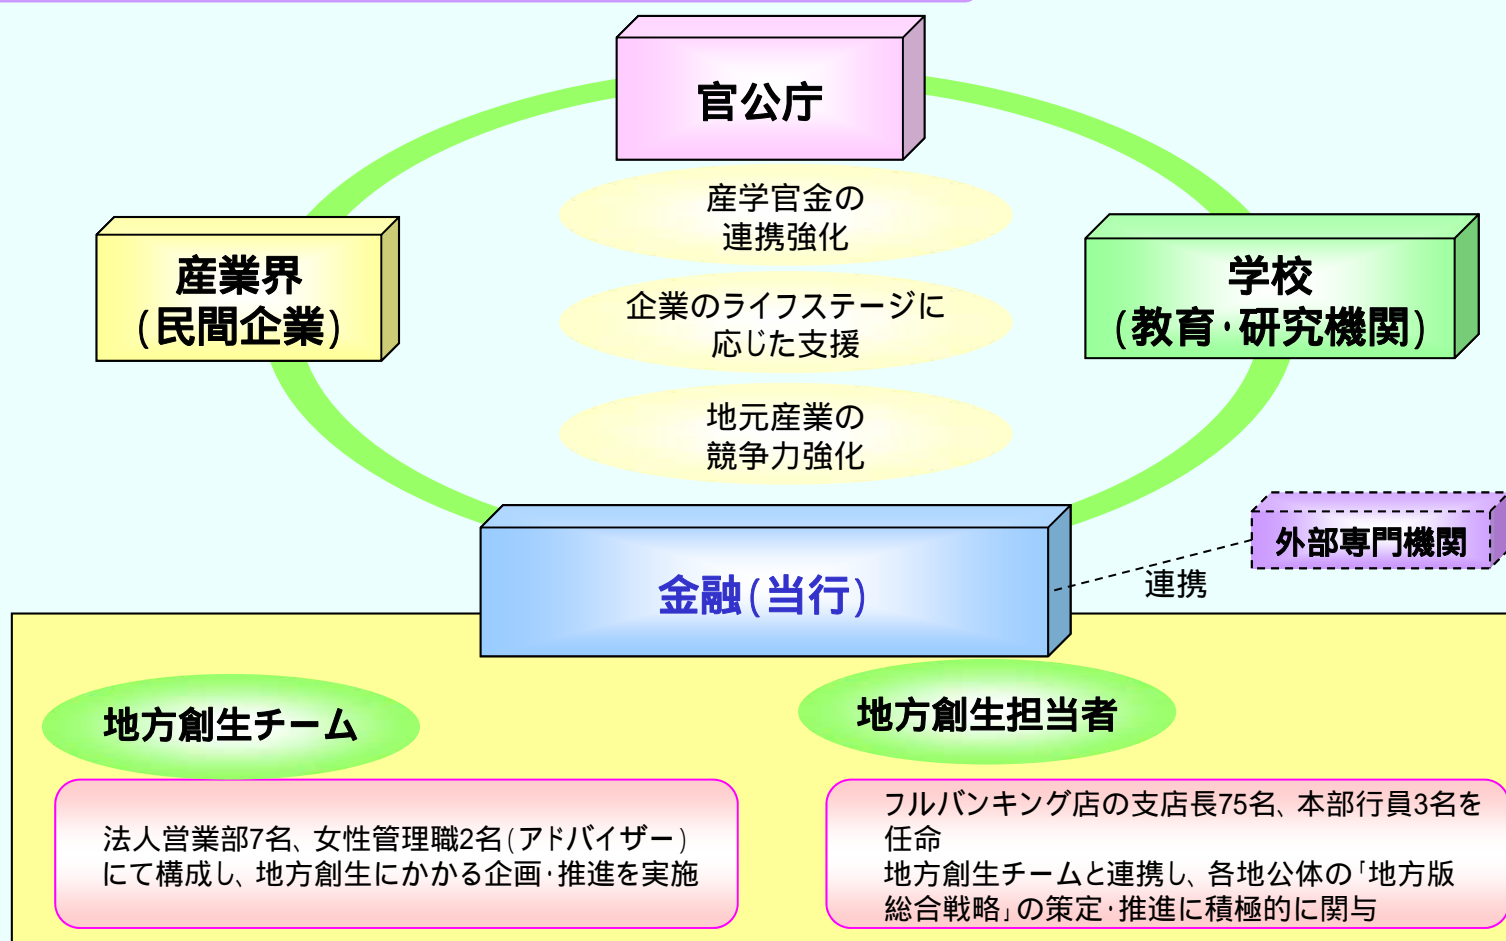 官公庁
産学官金の
連携強化
産業界
(民間企業)
学校
(教育・研究機関)
企業のライフステージに
応じた支援
地元産業の
競争力強化
外部専門機関
金融(当行)
連携
地方創生チーム
地方創生担当者
法人営業部7名、女性管理職2名(アドバイザー)
にて構成し、地方創生にかかる企画・推進を実施
フルバンキング店の支店長75名、本部行員3名を
任命
地方創生チームと連携し、各地公体の「地方版
総合戦略」の策定・推進に積極的に関与